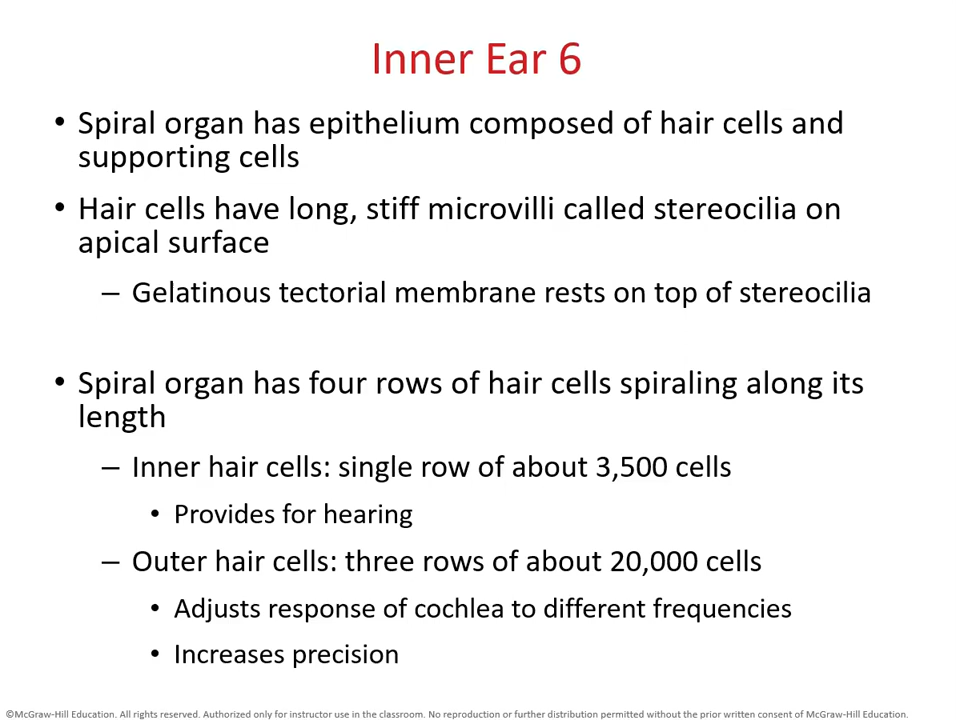 Inner Ear 6
• Spiral organ has epithelium composed of hair cells and
supporting cells
• Hair cells have long, stiff microvilli called stereocilia on
apical surface
– Gelatinous tectorial membrane rests on top of stereocilia
• Spiral organ has four rows of hair cells spiraling along its
length
– Inner hair cells: single row of about 3,500 cells
• Provides for hearing
– Outer hair cells: three rows of about 20,000 cells
• Adjusts response of cochlea to different frequencies
• Increases precision
©McGraw-Hill Education. All rights reserved. Authorized only for instructor use in the classroom. No reproduction or further distribution permitted without the prior written consent of McGraw-Hill Education.